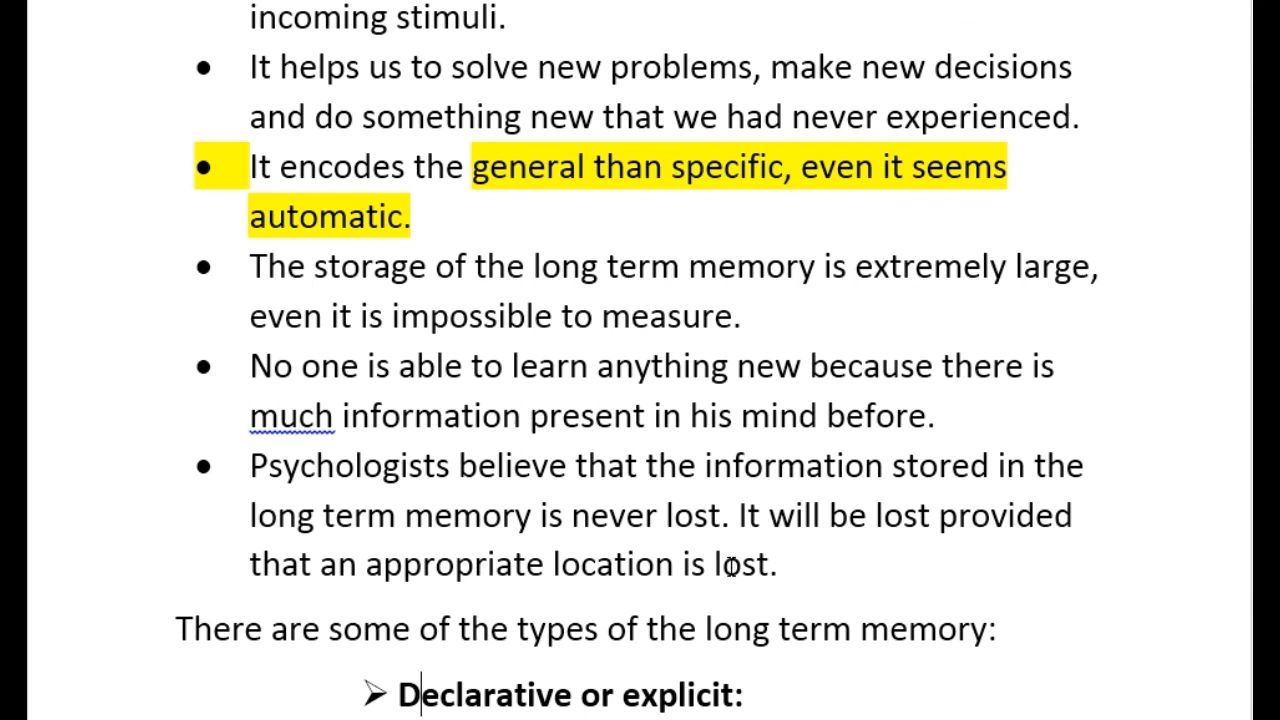 incoming stimuli.
• It helps us to solve new problems, make new decisions
and do something new that we had never experienced.
• It encodes the general than specific, even it seems
automatic.
• The storage of the long term memory is extremely large,
even it is impossible to measure.
• No one is able to learn anything new because there is
much information present in his mind before.
• Psychologists believe that the information stored in the
long term memory is never lost. It will be lost provided
that an appropriate location is lost.
There are some of the types of the long term memory:
➢ Declarative or explicit: